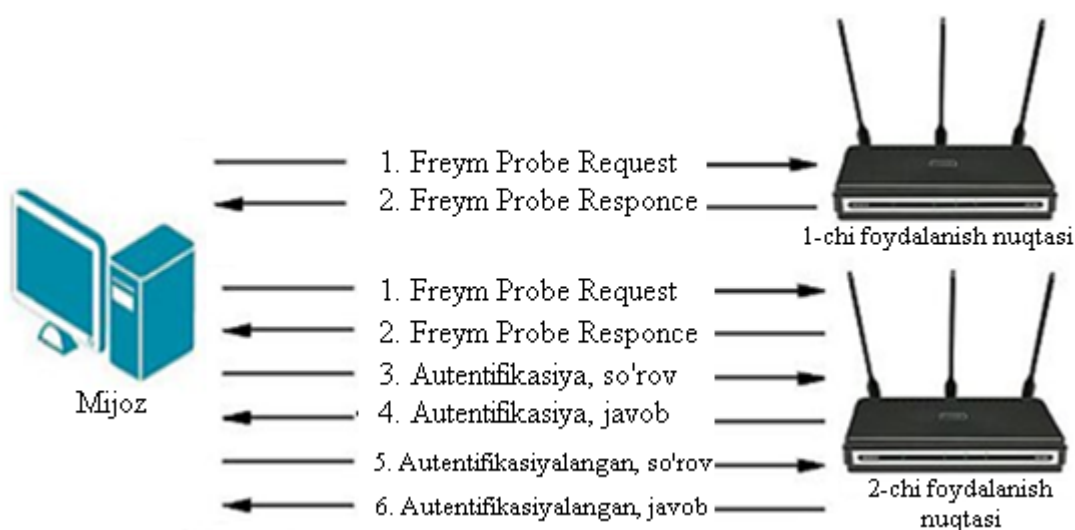 1. Freym Probe Request
2. Freym Probe Responce
1-chi foydalanish nuqtasi
1. Freym Probe Request
2. Freym Probe Responce
3. Autentifikasiya, so'rov
4. Autentifikasiya, javob
5. Autentifikasiyalangan, so'rov
6. Autentifikasiyalangan, javob
Mijoz
2-chi foydalanish
nuqtasi